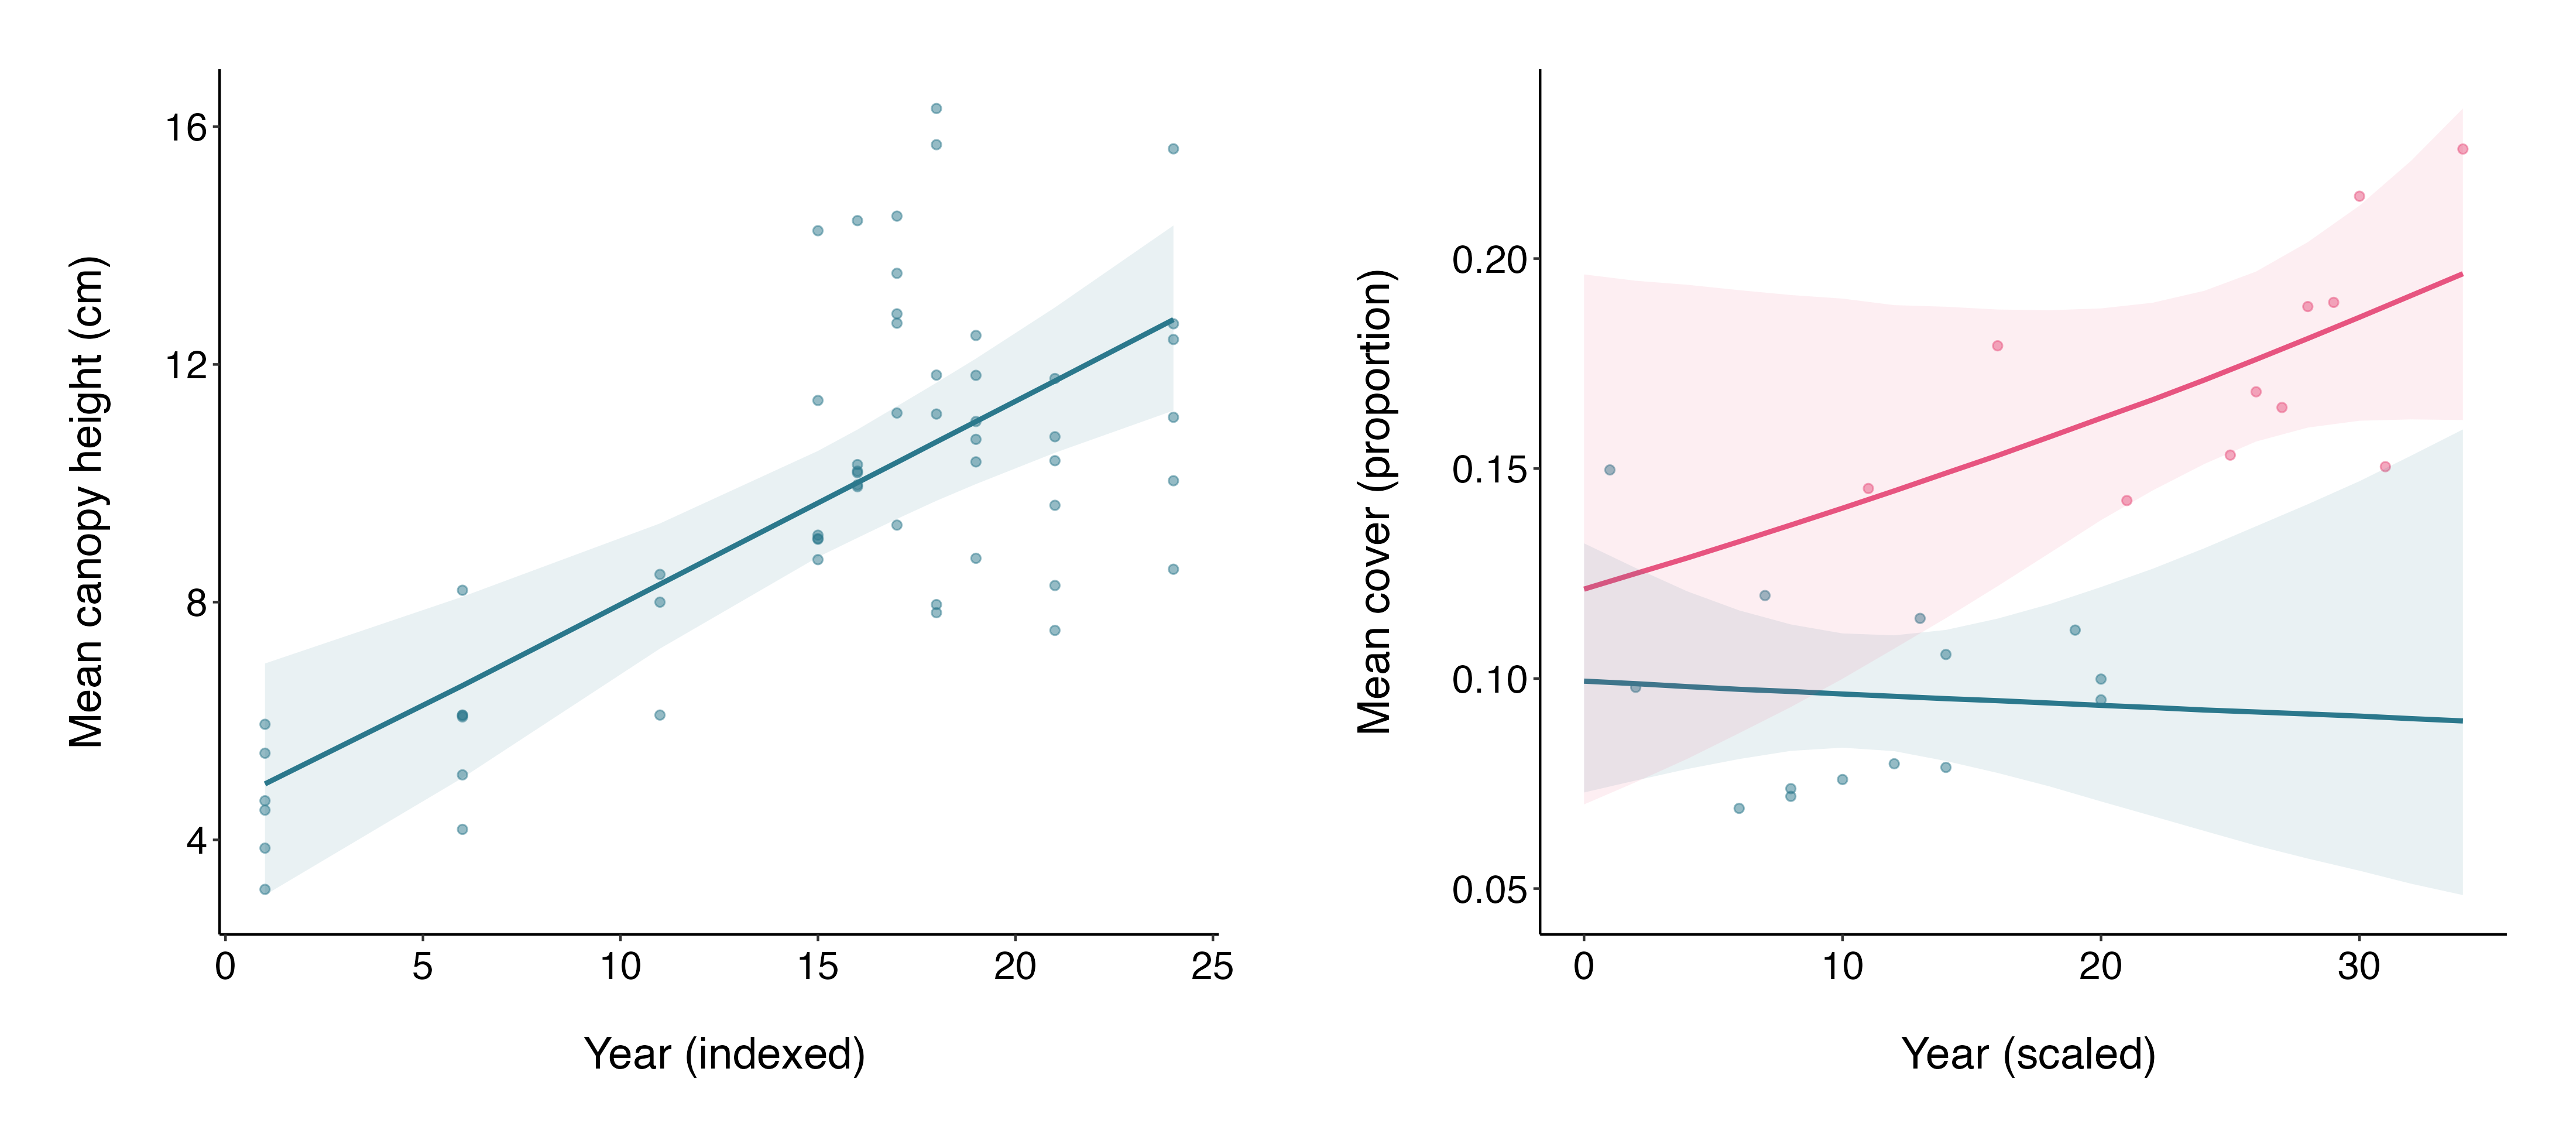 Mean canopy height (cm)
16
12
8
4
0 5 10 15 20 25
Year (indexed)
Mean cover (proportion)
0.20
0.15
0.10
0.05
0 10 20 30
Year (scaled)